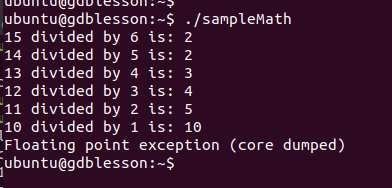 ubuntu@gdblesson:~$
ubuntu@gdblesson:~$ ./sampleMath
15 divided by 6 is: 2
14 divided by 5 is: 2
13 divided by 4 is: 3
12 divided by 3 is: 4
11 divided by 2 is: 5
10 divided by 1 is: 10
Floating point exception (core dumped)
ubuntu@gdblesson:~$